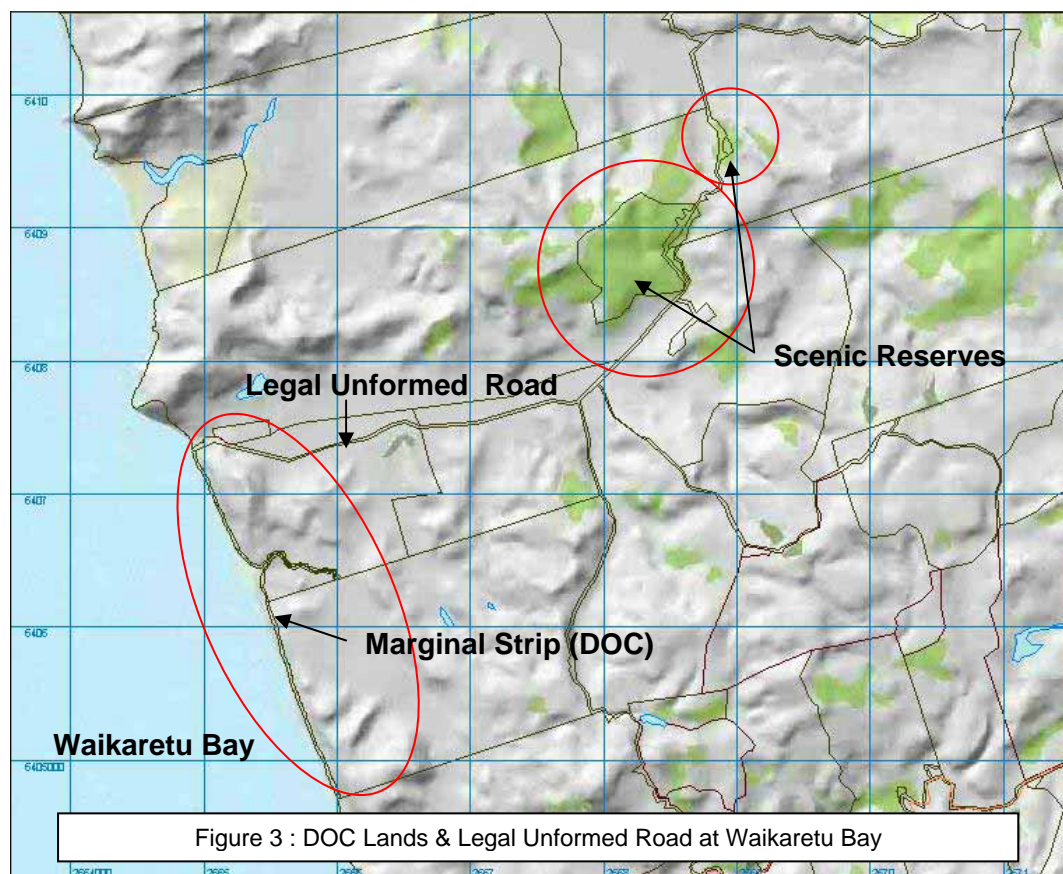 6410
6409
Scenic Reserves
6408
Legal Unformed Road
6407
6406
Marginal Strip (DOC)
Waikaretu Bay
6405000
Figure 3 : DOC Lands & Legal Unformed Road at Waikaretu Bay